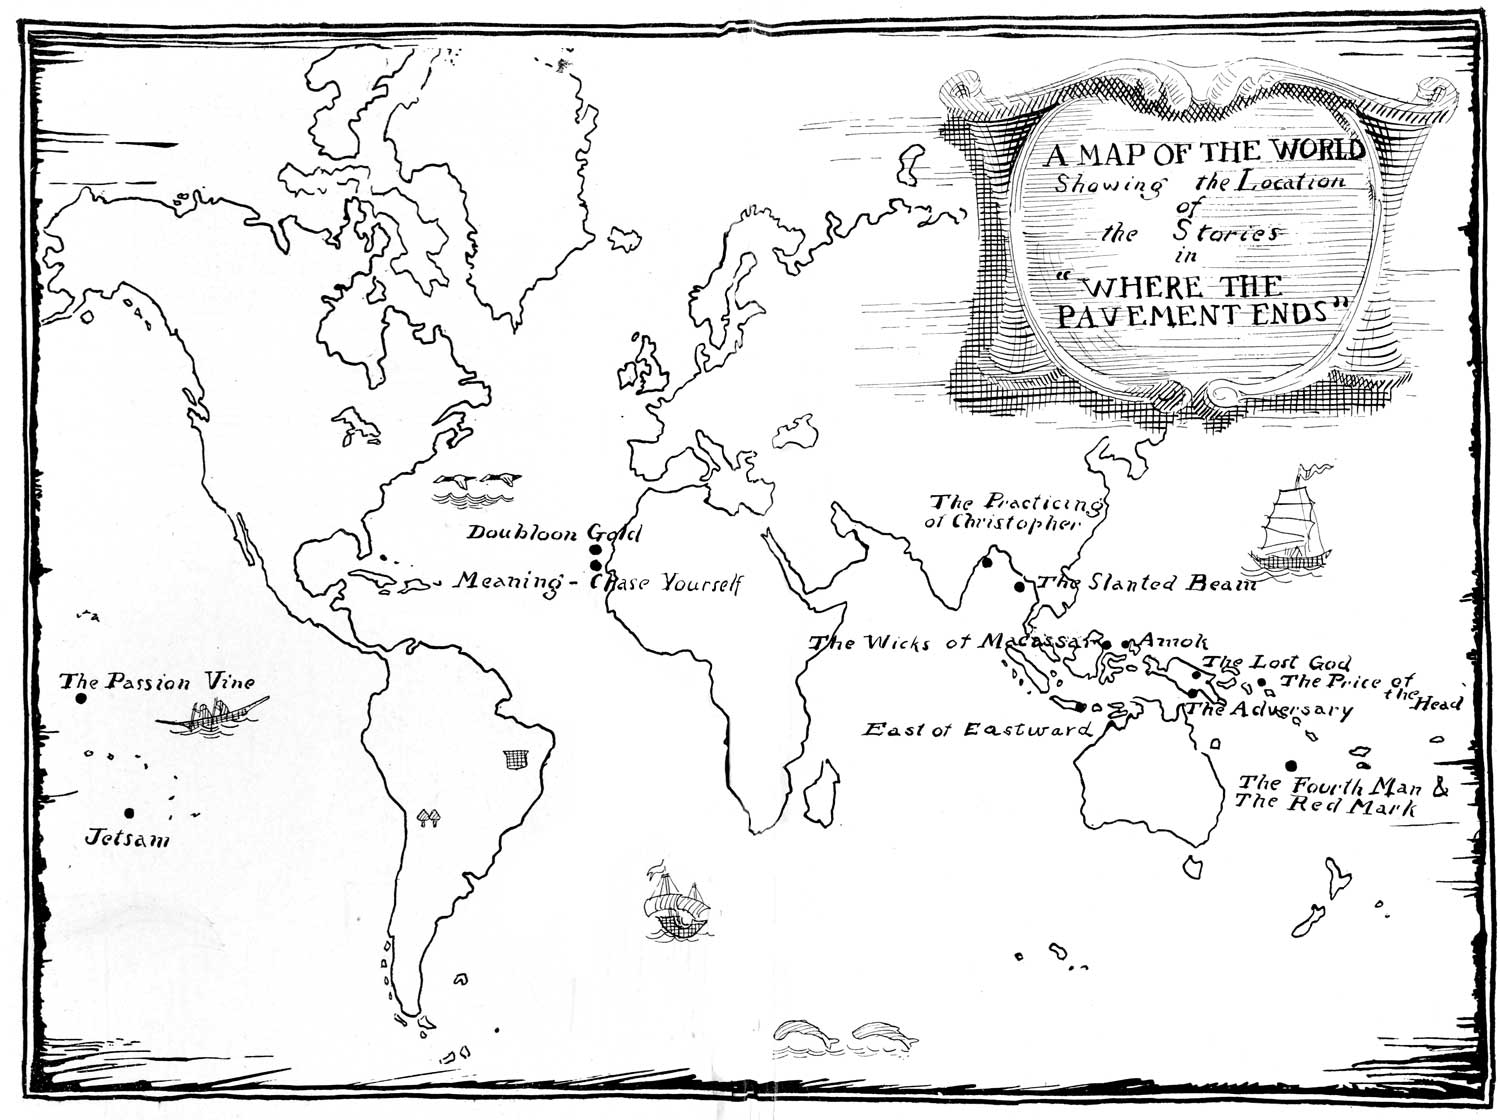 A MAP OF THE WORLD
Showing the Location
of
the Stories
in
"WHERE THE
PAVEMENT ENDS"
The Practicing
of Christopher
Doubloon Gold
Meaning - Chase Yourself
The Slanted Beam
The Wicks of Macassar
Amok
The Lost God
The Price of
the Head
The Passion Vine
The Adversary
East of Eastward
The Fourth Man &
The Red Mark
Jetsam